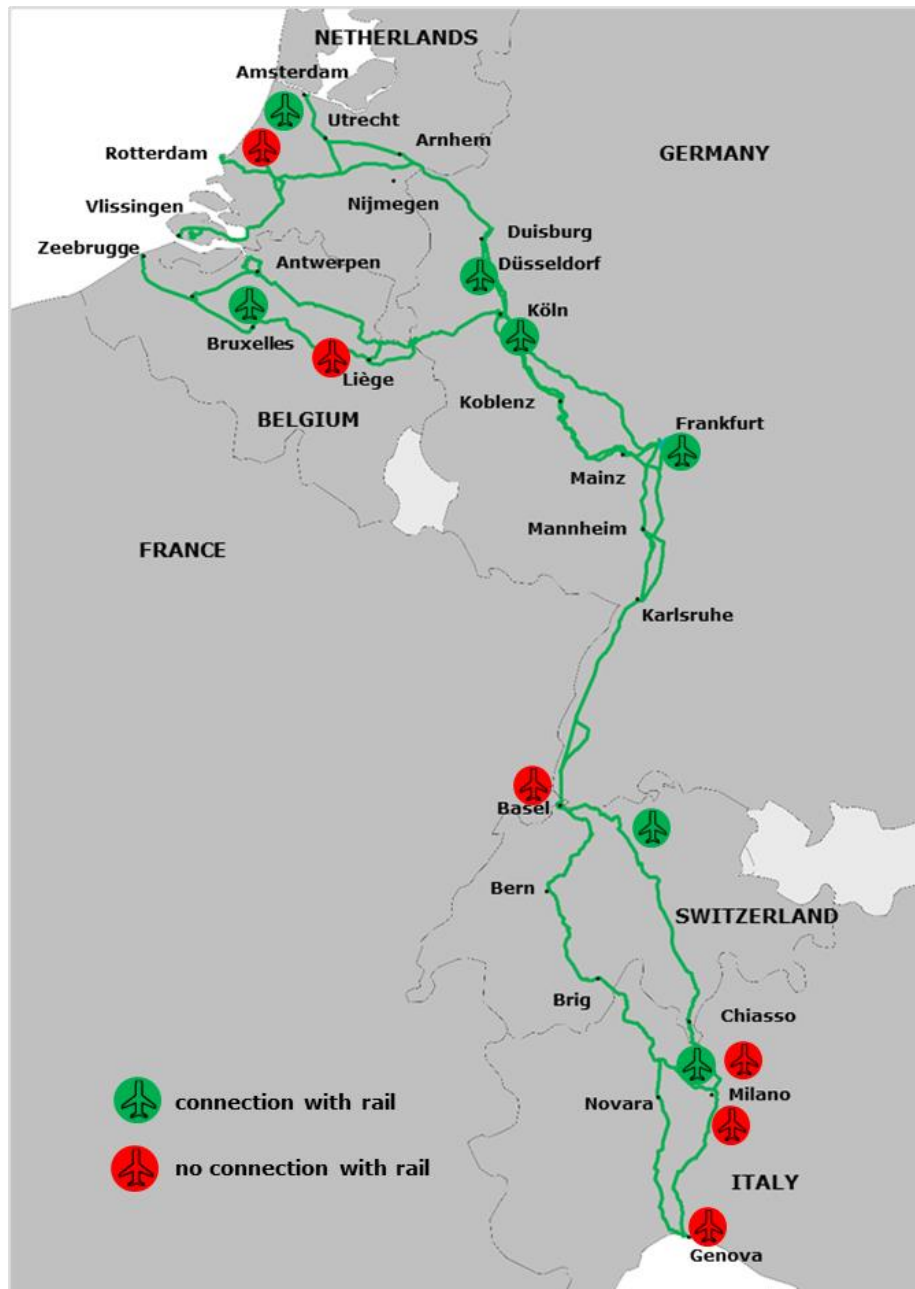 NETHERLANDS
Amsterdam
Utrecht
Arnhem
Rotterdam
GERMANY
Vlissingen
Nijmegen
Zeebrugge
Duisburg
Antwerpen
Düsseldorf
Köln
Bruxelles
Liège
Koblenz
BELGIUM
Frankfurt
Mainz
Mannheim
FRANCE
Karlsruhe
Basel
Bern
SWITZERLAND
Brig
Chiasso
Milano
Novara
connection with rail
no connection with rail
ITALY
Genova